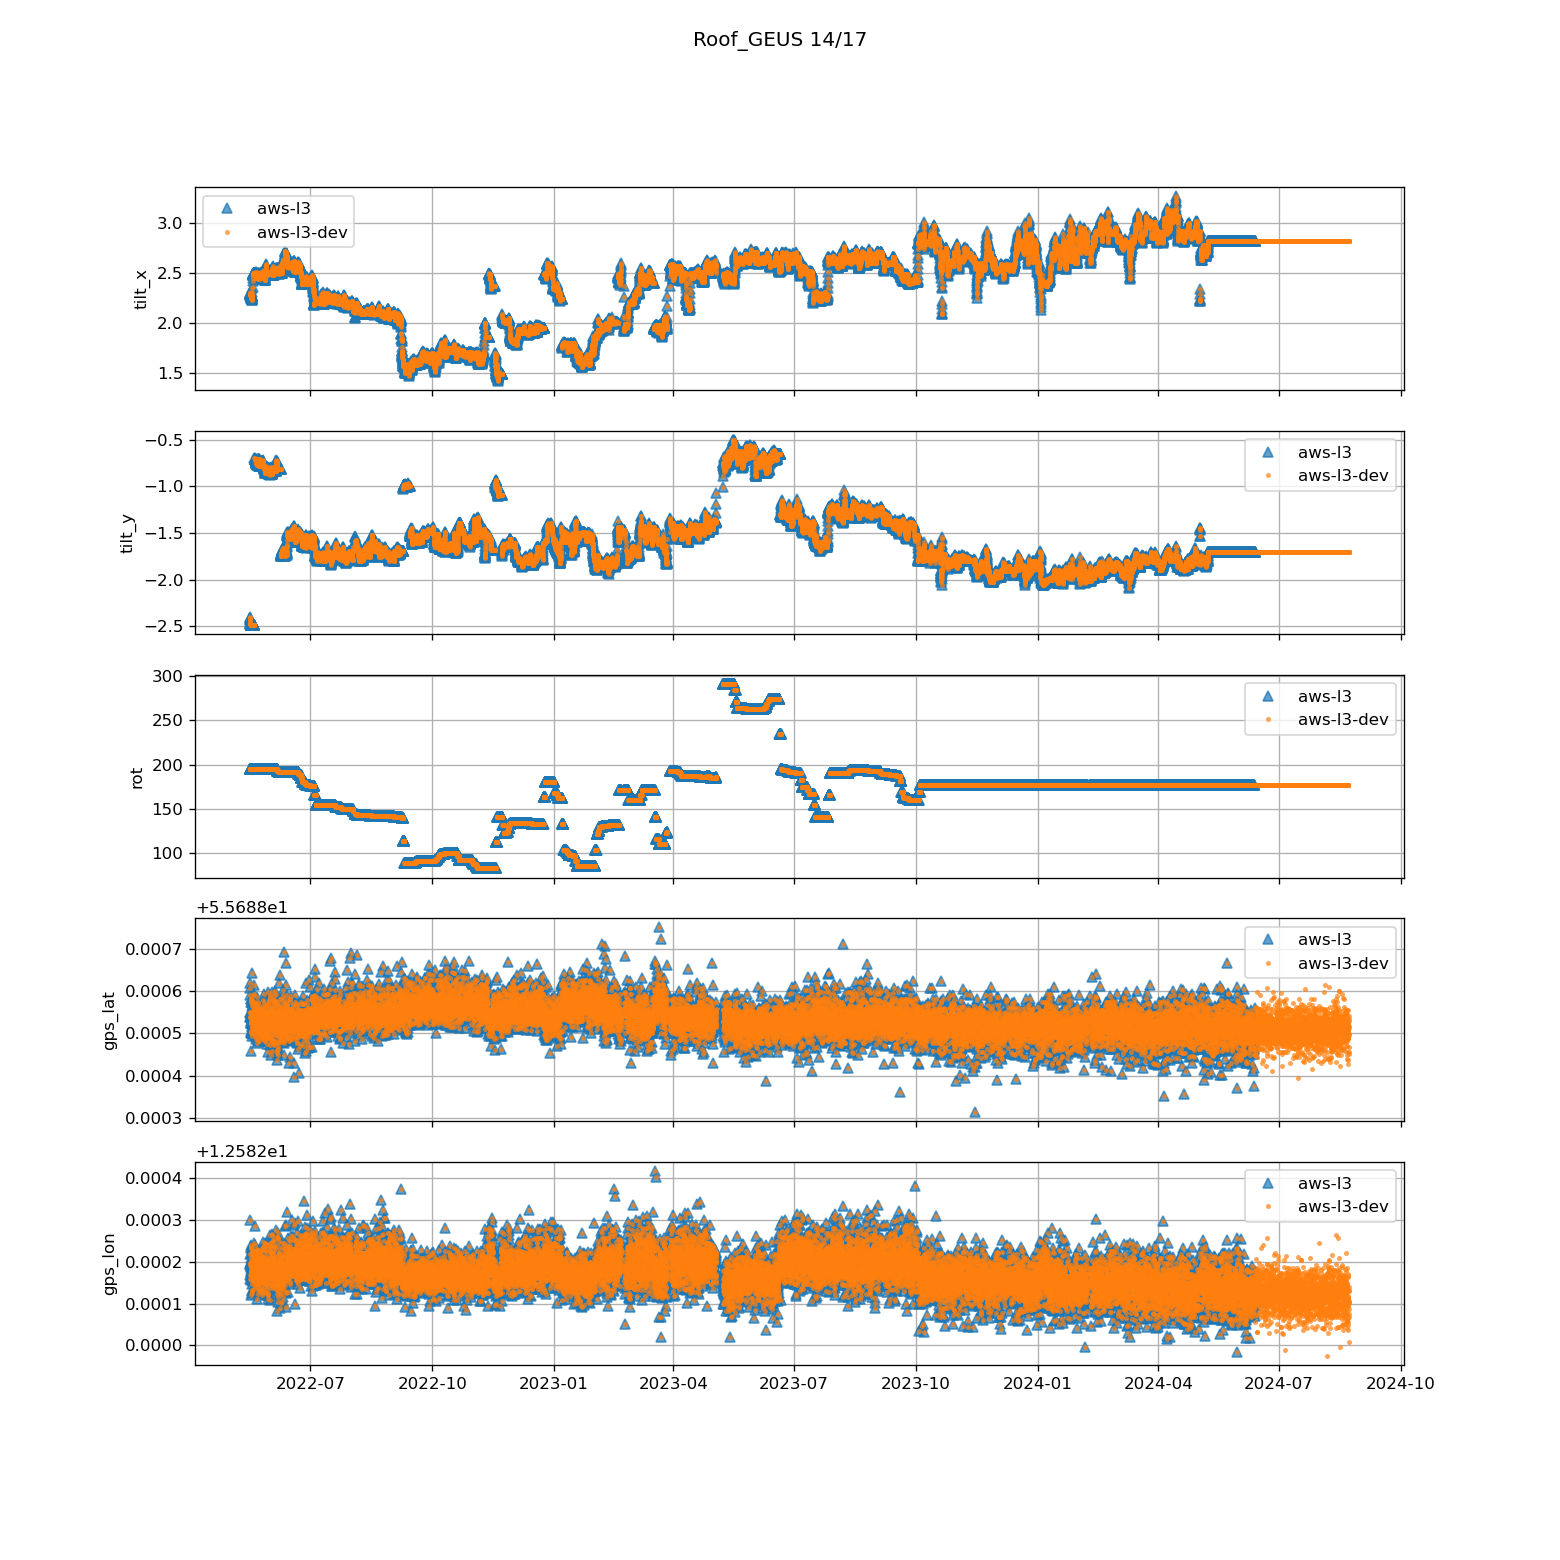 Roof_GEUS 14/17
aws-l3
aws-l3-dev
3.0
2.5
2.0
1.5
tilt_x
aws-l3
aws-l3-dev
−0.5
−1.0
−1.5
−2.0
−2.5
tilt_y
aws-l3
aws-l3-dev
300
250
200
150
100
rot
+5.5688e1
aws-l3
aws-l3-dev
0.0007
0.0006
0.0005
0.0004
0.0003
gps_lat
+1.2582e1
aws-l3
aws-l3-dev
0.0004
0.0003
0.0002
0.0001
0.0000
gps_lon
2022-07 2022-10 2023-01 2023-04 2023-07 2023-10 2024-01 2024-04 2024-07 2024-10